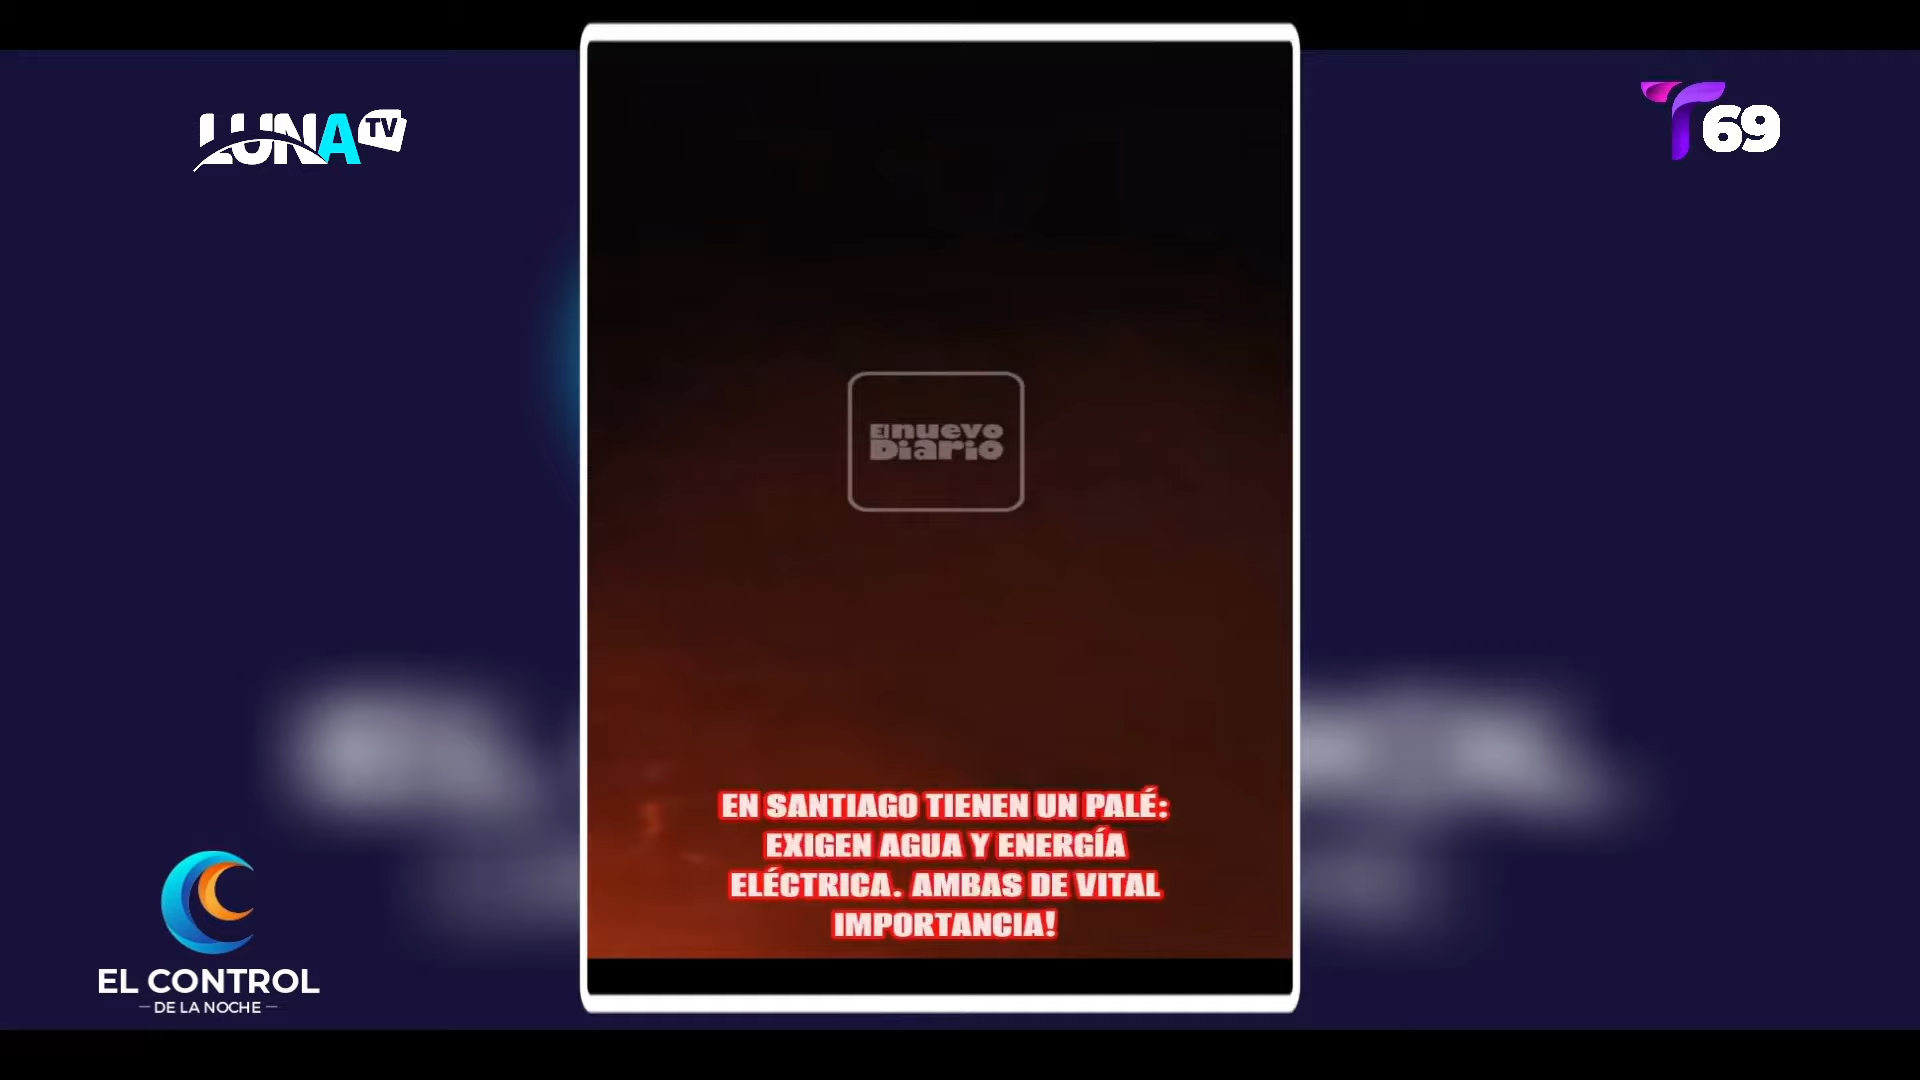 LUNA TV
T69
El nuevo
Diario
EN SANTIAGO TIENEN UN PALÉ:
EXIGEN AGUA Y ENERGÍA
ELÉCTRICA. AMBAS DE VITAL
IMPORTANCIA!
EL CONTROL
DE LA NOCHE